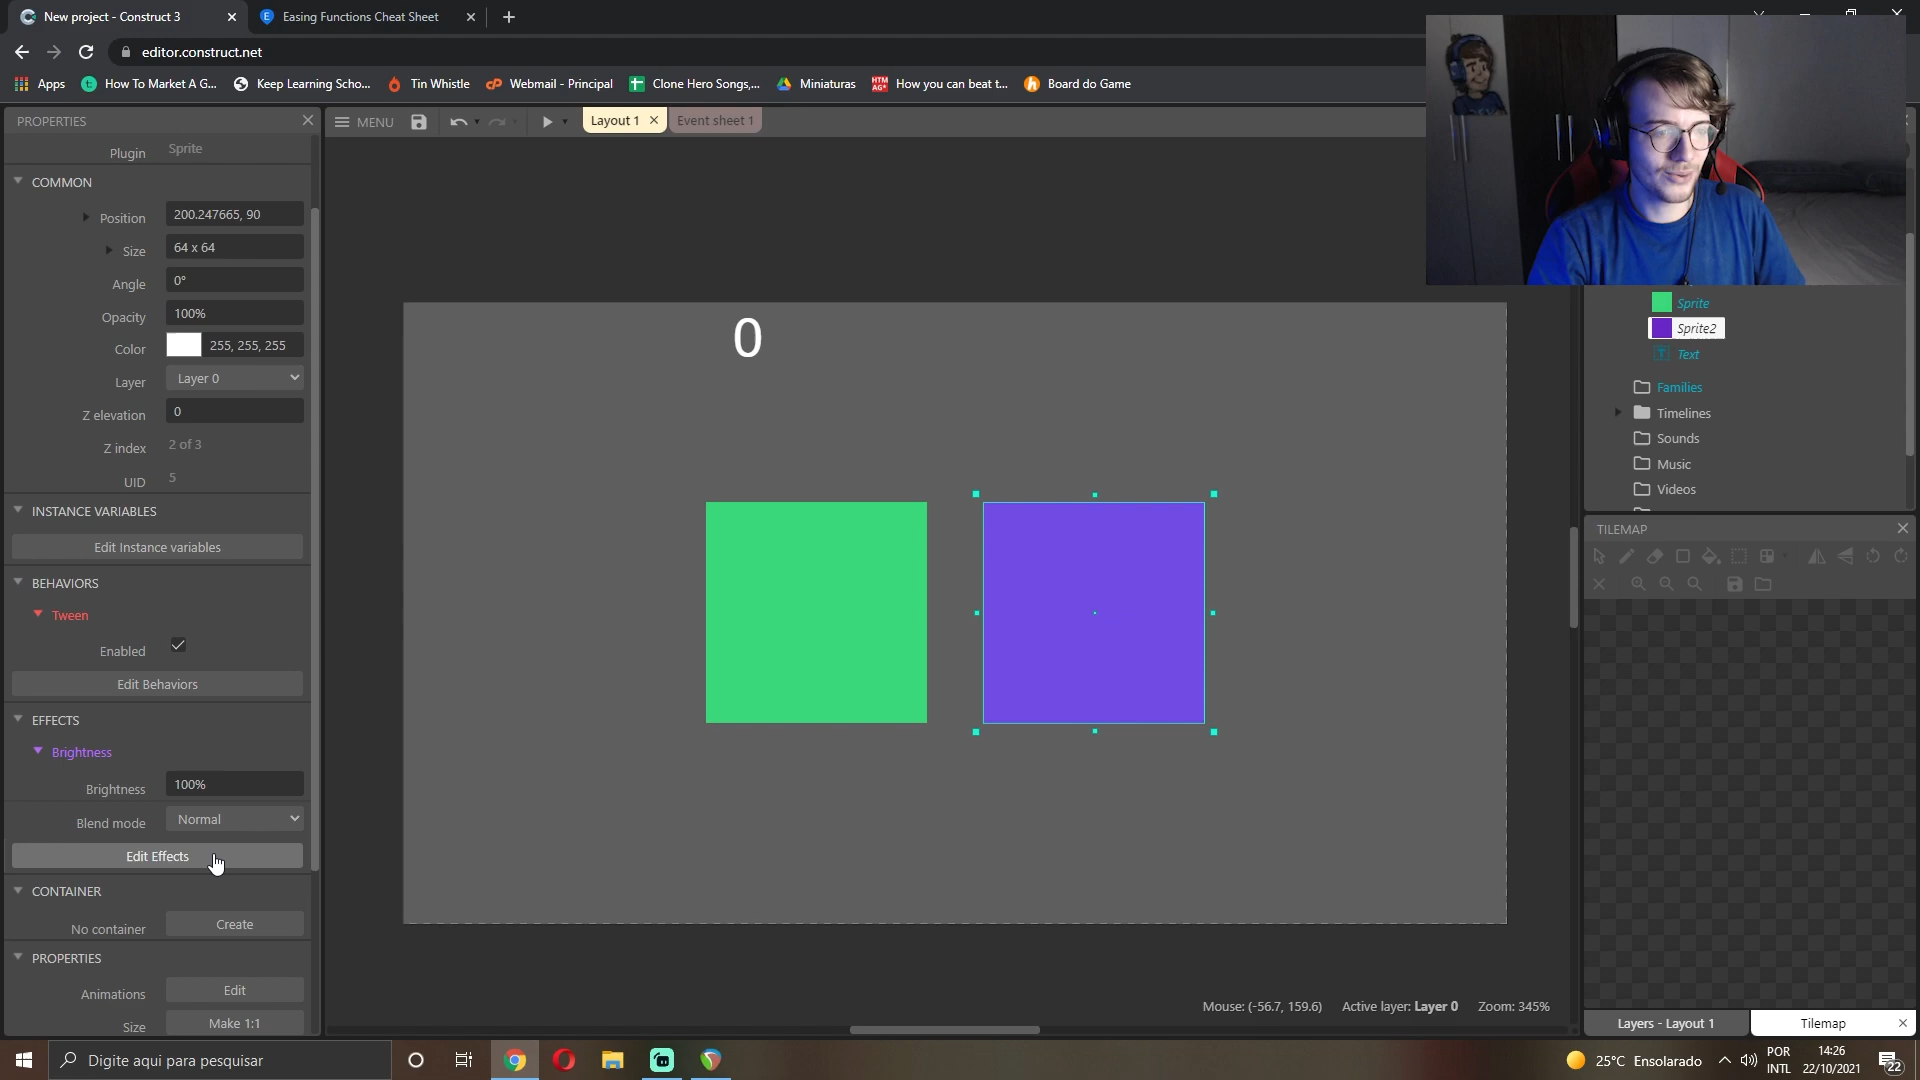 New project - Construct 3
Easing Functions Cheat Sheet
editor.construct.net
Apps
How To Market A G...
Keep Learning Scho...
Tin Whistle
Webmail - Principal
Clone Hero Songs,...
Miniaturas
How you can beat t...
Board do Game
PROPERTIES
MENU
Layout 1
Event sheet 1
Plugin Sprite
COMMON
Position 200.247665, 90
Size 64 x 64
Angle 0°
Opacity 100%
Color 255, 255, 255
Layer Layer 0
Z elevation 0
Z index 2 of 3
UID 5
INSTANCE VARIABLES
Edit Instance variables
BEHAVIORS
Tween
Enabled
Edit Behaviors
EFFECTS
Brightness
Brightness 100%
Blend mode Normal
Edit Effects
CONTAINER
No container Create
PROPERTIES
Animations Edit
Size Make 1:1
0
Sprite
Sprite2
Text
Families
Timelines
Sounds
Music
Videos
TILEMAP
Mouse: (-56.7, 159.6) Active layer: Layer 0 Zoom: 345%
Layers - Layout 1
Tilemap
Digite aqui para pesquisar
25°C Ensolarado
POR
INTL
14:26
22/10/2021
22